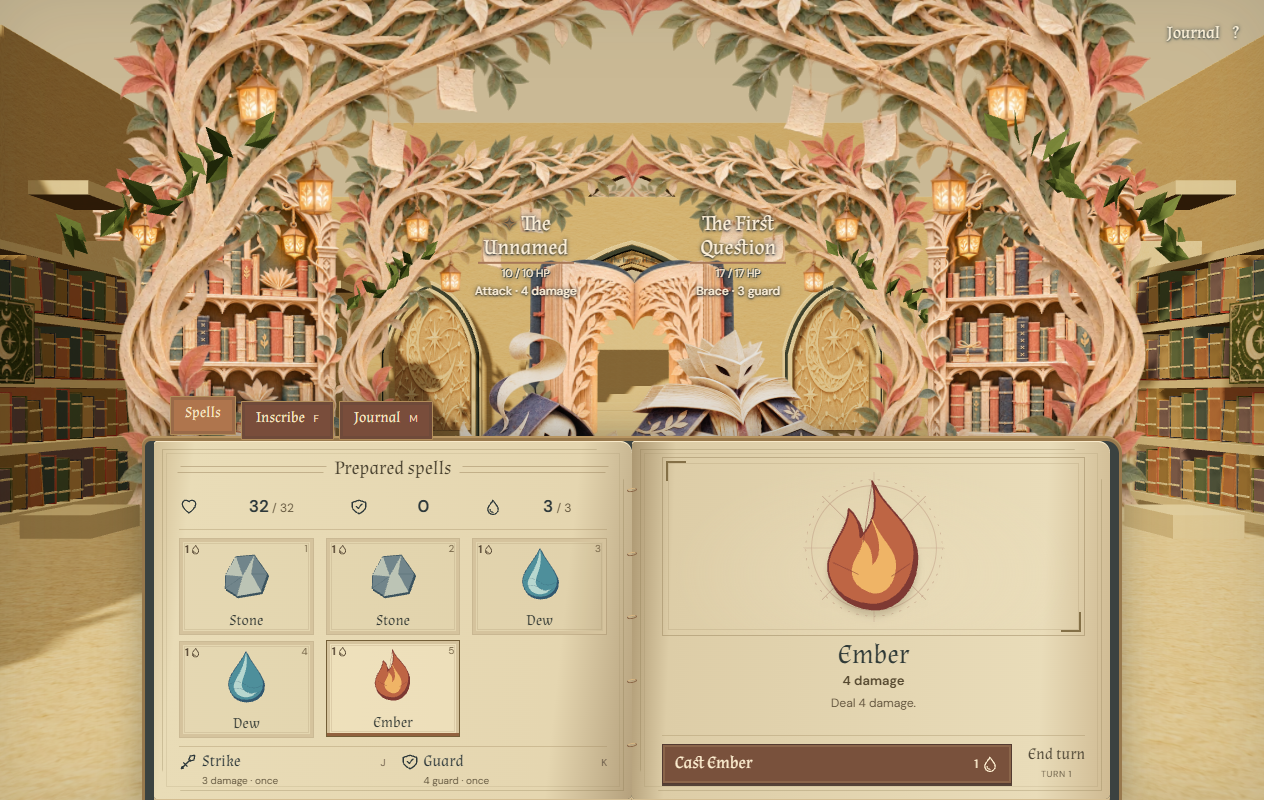 Journal ?
The
Unnamed
10 / 10 HP
Attack · 4 damage
The First
Question
17 / 17 HP
Brace · 3 guard
Spells
Inscribe F
Journal M
Prepared spells
32 / 32
0
3 / 3
1 1
Stone
1 2
Stone
1 3
Dew
1 4
Dew
1 5
Ember
Strike J
3 damage · once
Guard K
4 guard · once
Ember
4 damage
Deal 4 damage.
Cast Ember 1
End turn
TURN 1